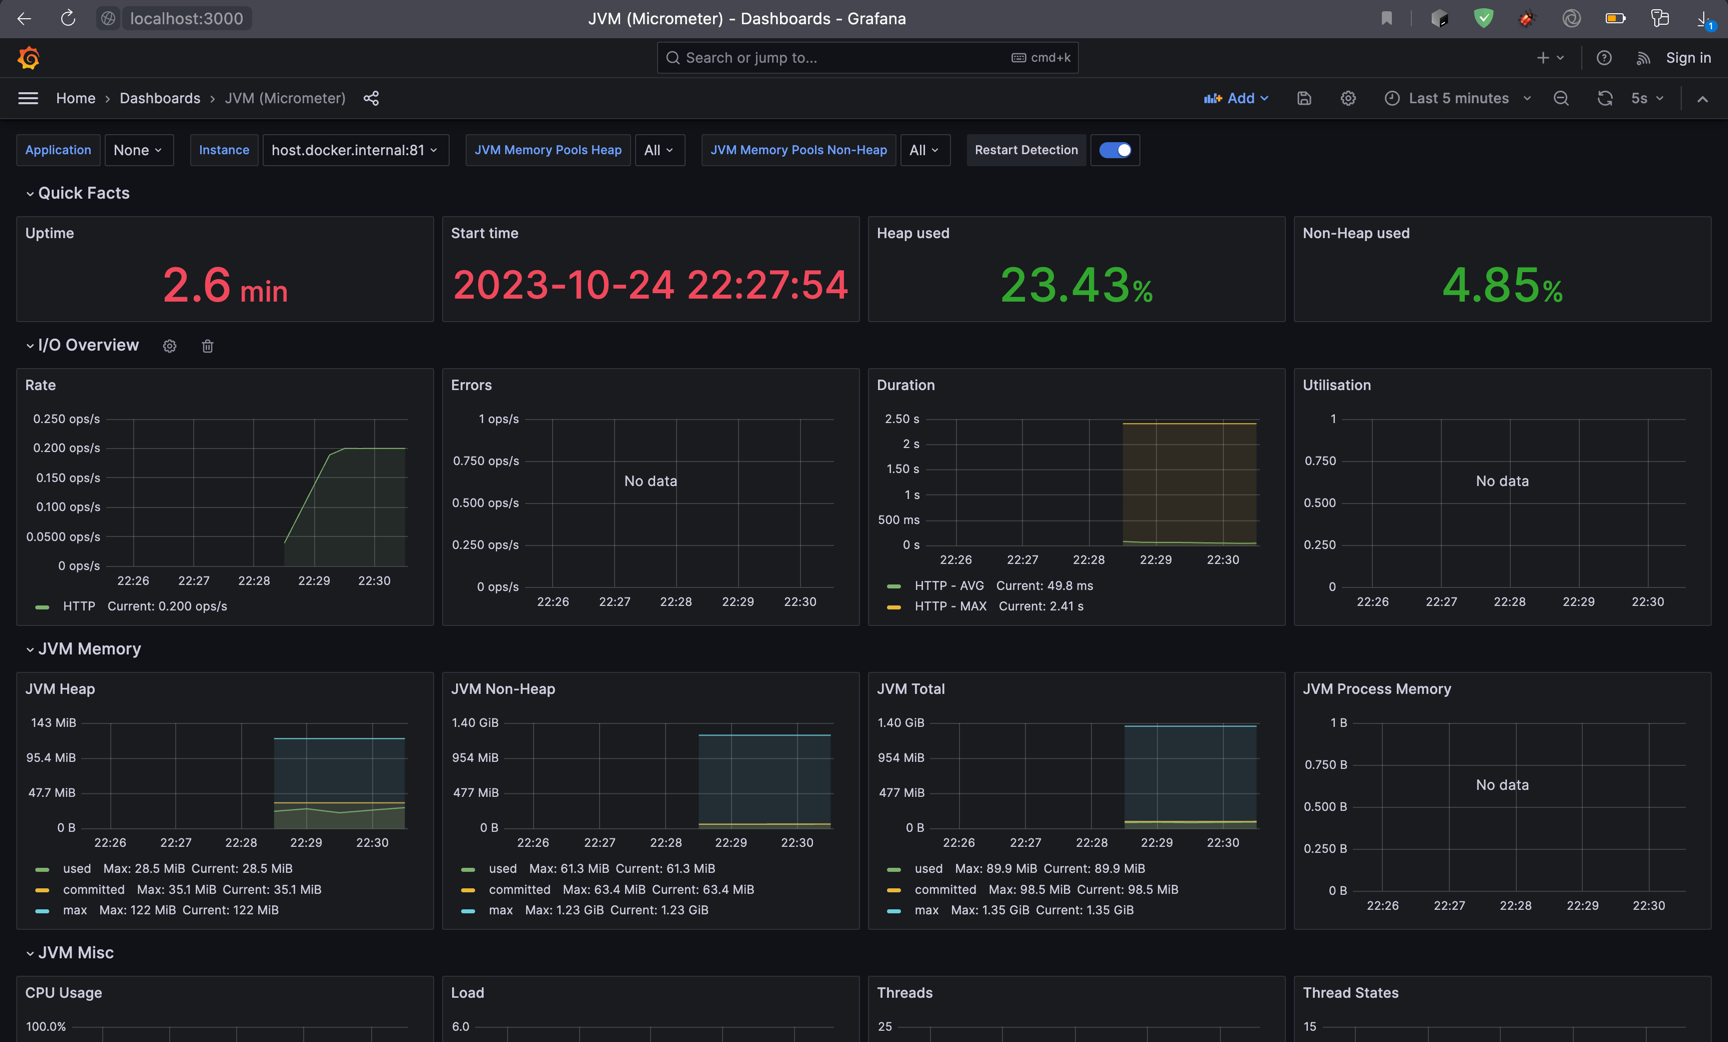 localhost:3000
JVM (Micrometer) - Dashboards - Grafana
1
Search or jump to...
cmd+k
Sign in
Home
Dashboards
JVM (Micrometer)
Add
Last 5 minutes
5s
Application
None
Instance
host.docker.internal:81
JVM Memory Pools Heap
All
JVM Memory Pools Non-Heap
All
Restart Detection
Quick Facts
Uptime
2.6 min
Start time
2023-10-24 22:27:54
Heap used
23.43%
Non-Heap used
4.85%
I/O Overview
Rate
0.250 ops/s
0.200 ops/s
0.150 ops/s
0.100 ops/s
0.0500 ops/s
0 ops/s
22:26 22:27 22:28 22:29 22:30
HTTP Current: 0.200 ops/s
Errors
1 ops/s
0.750 ops/s
0.500 ops/s
0.250 ops/s
0 ops/s
No data
22:26 22:27 22:28 22:29 22:30
Duration
2.50 s
2 s
1.50 s
1 s
500 ms
0 s
22:26 22:27 22:28 22:29 22:30
HTTP - AVG Current: 49.8 ms
HTTP - MAX Current: 2.41 s
Utilisation
1
0.750
0.500
0.250
0
No data
22:26 22:27 22:28 22:29 22:30
JVM Memory
JVM Heap
143 MiB
95.4 MiB
47.7 MiB
0 B
22:26 22:27 22:28 22:29 22:30
used Max: 28.5 MiB Current: 28.5 MiB
committed Max: 35.1 MiB Current: 35.1 MiB
max Max: 122 MiB Current: 122 MiB
JVM Non-Heap
1.40 GiB
954 MiB
477 MiB
0 B
22:26 22:27 22:28 22:29 22:30
used Max: 61.3 MiB Current: 61.3 MiB
committed Max: 63.4 MiB Current: 63.4 MiB
max Max: 1.23 GiB Current: 1.23 GiB
JVM Total
1.40 GiB
954 MiB
477 MiB
0 B
22:26 22:27 22:28 22:29 22:30
used Max: 89.9 MiB Current: 89.9 MiB
committed Max: 98.5 MiB Current: 98.5 MiB
max Max: 1.35 GiB Current: 1.35 GiB
JVM Process Memory
1 B
0.750 B
0.500 B
0.250 B
0 B
No data
22:26 22:27 22:28 22:29 22:30
JVM Misc
CPU Usage
100.0%
Load
6.0
Threads
25
Thread States
15